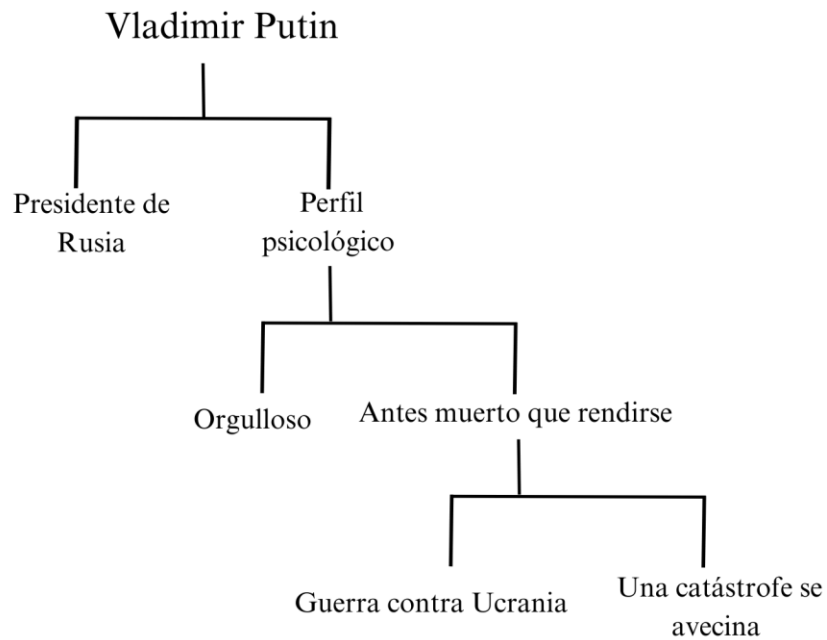 Vladimir Putin
Presidente de
Rusia
Perfil
psicológico
Orgulloso
Antes muerto que rendirse
Guerra contra Ucrania
Una catástrofe se
avecina